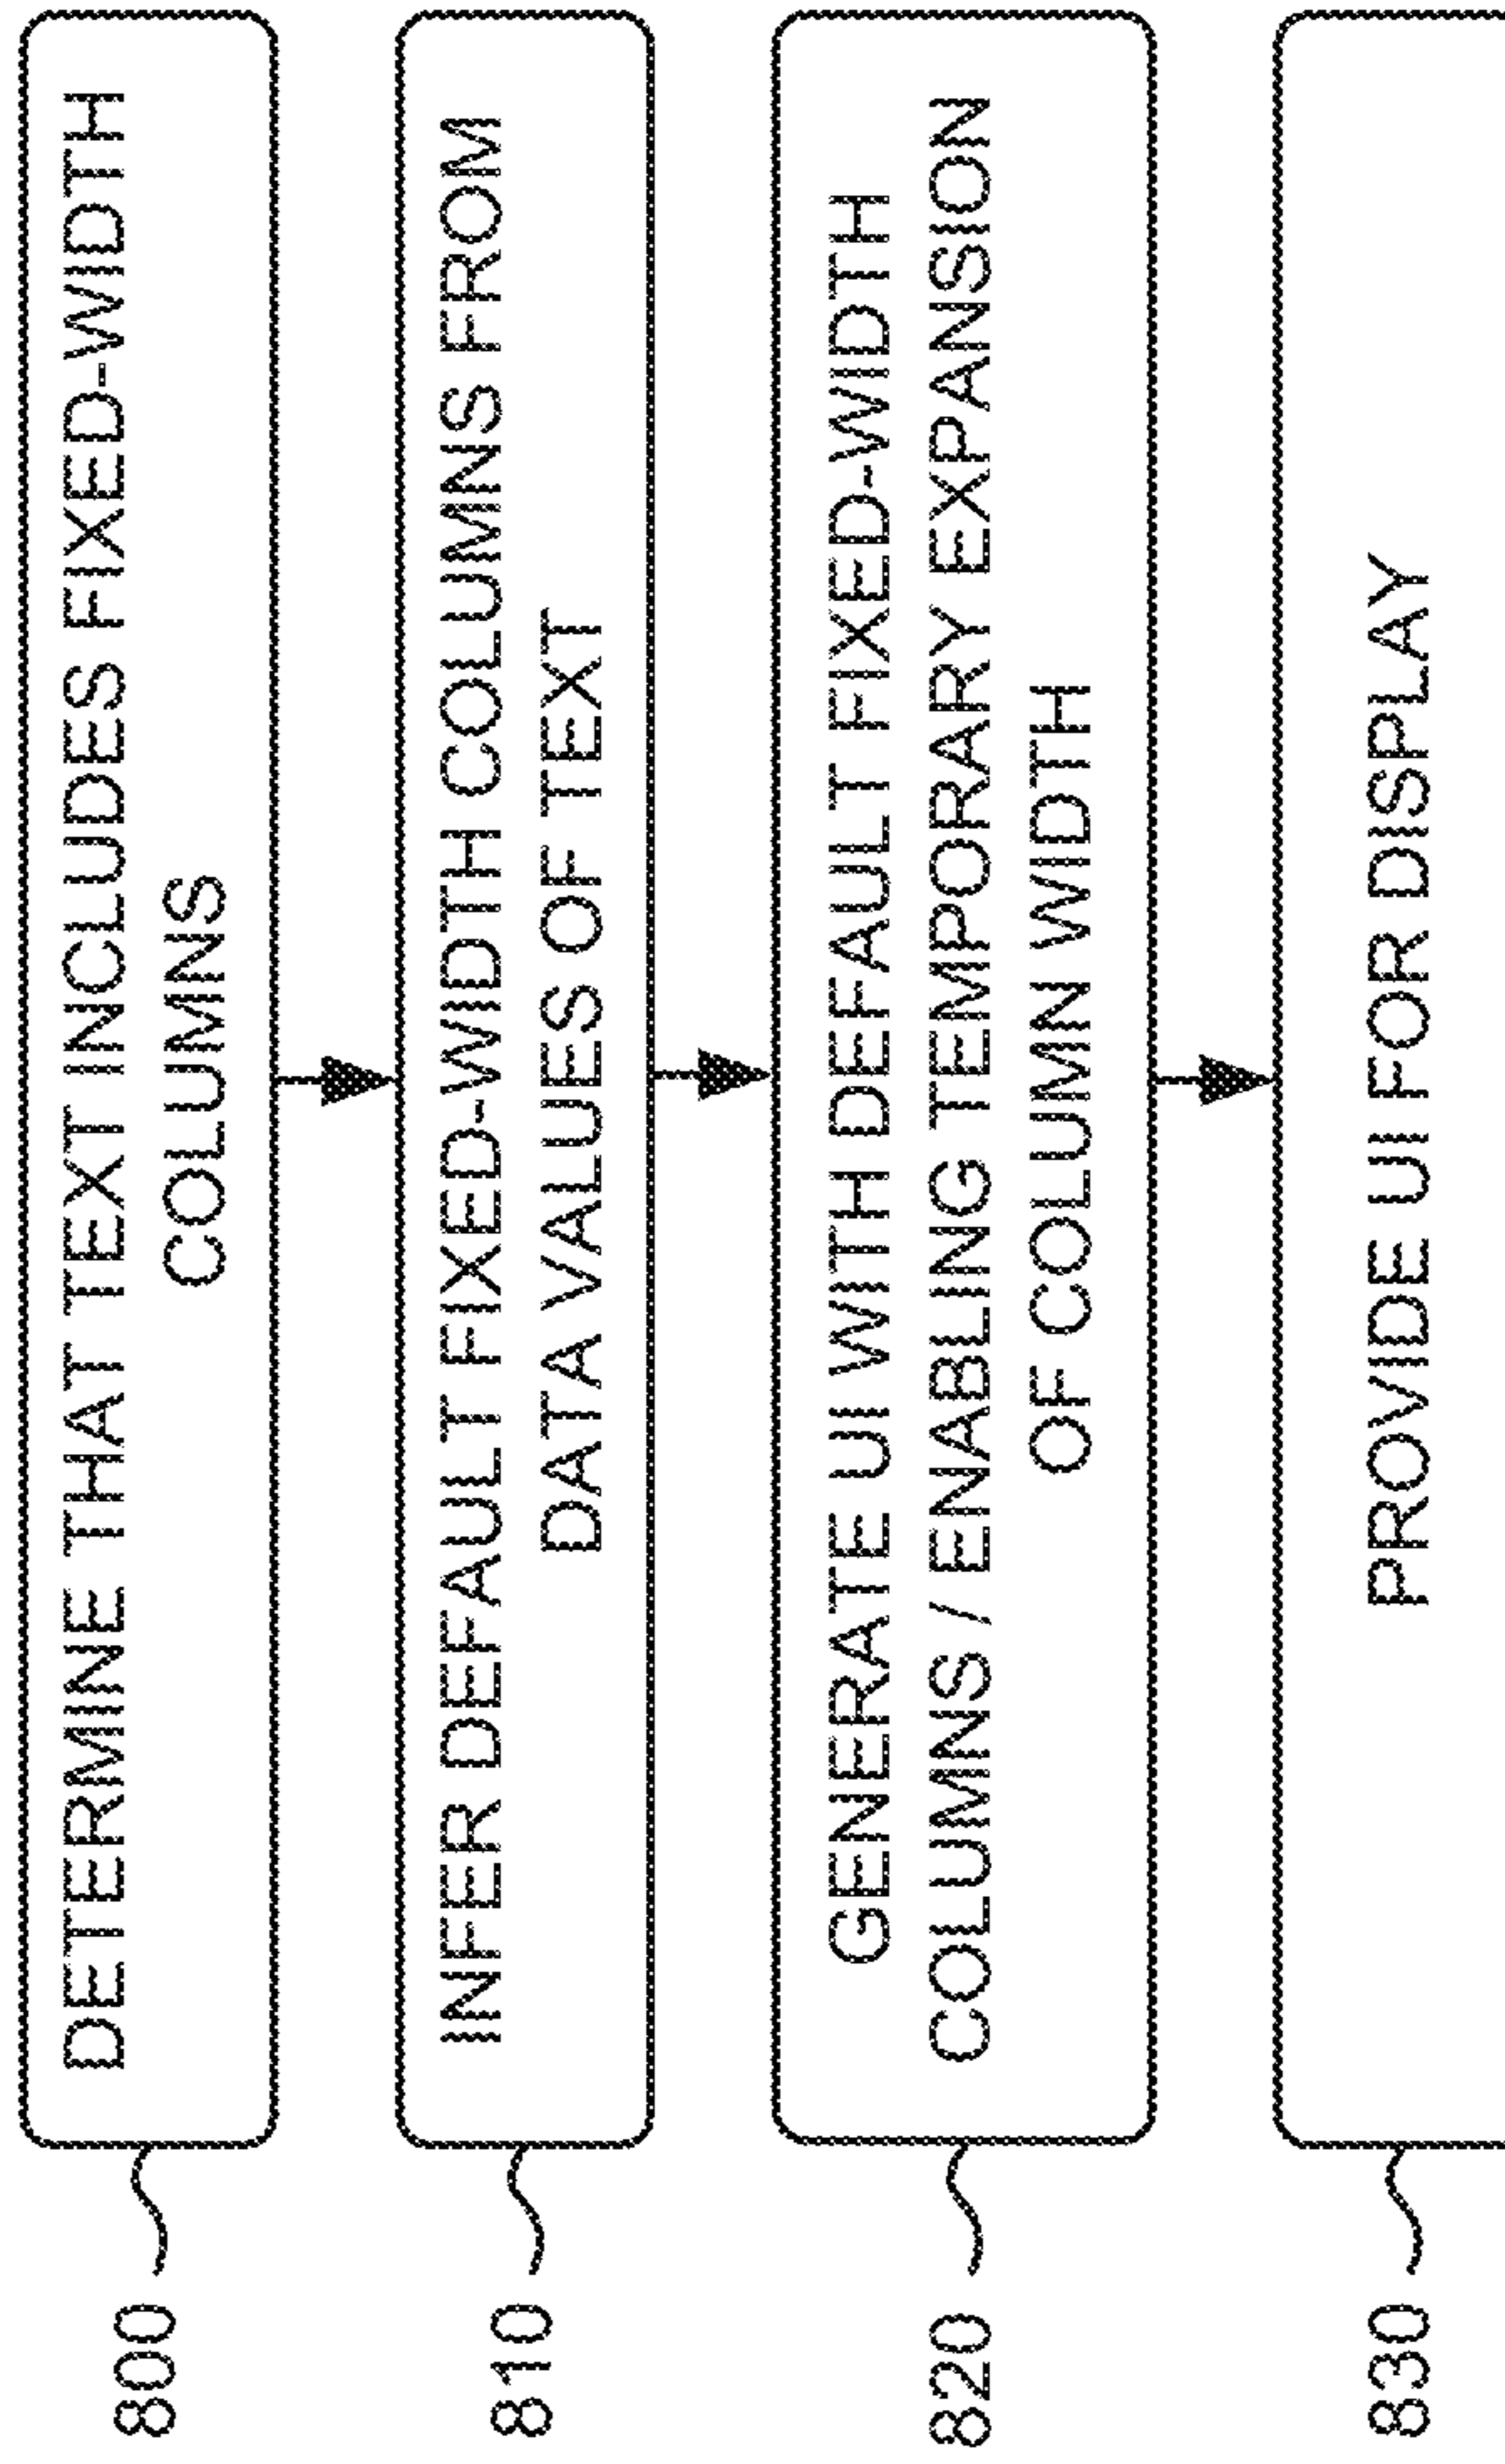 800
DETERMINE THAT TEXT INCLUDES FIXED-WIDTH
COLUMNS
810
INFER DEFAULT FIXED-WIDTH COLUMNS FROM
DATA VALUES OF TEXT
820
GENERATE UI WITH DEFAULT FIXED-WIDTH
COLUMNS / ENABLING TEMPORARY EXPANSION
OF COLUMN WIDTH
830
PROVIDE UI FOR DISPLAY